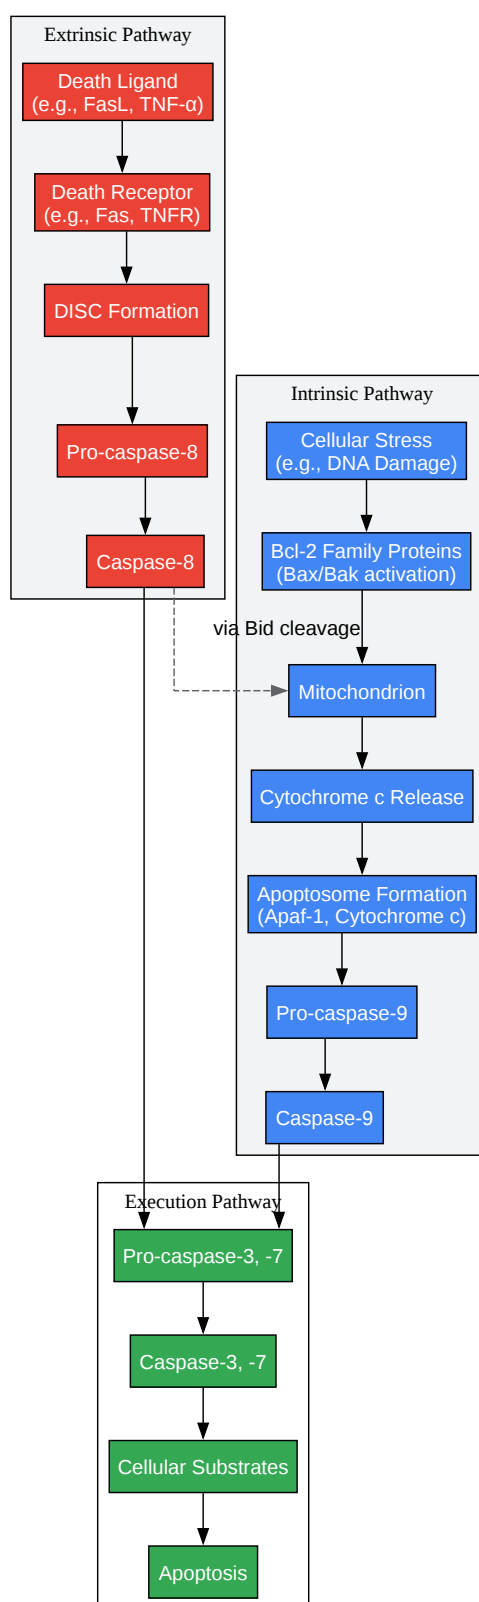 Extrinsic Pathway
Death Ligand
(e.g., FasL, TNF-α)
Death Receptor
(e.g., Fas, TNFR)
DISC Formation
Pro-caspase-8
Caspase-8
Intrinsic Pathway
Cellular Stress
(e.g., DNA Damage)
Bcl-2 Family Proteins
(Bax/Bak activation)
via Bid cleavage
Mitochondrion
Cytochrome c Release
Apoptosome Formation
(Apaf-1, Cytochrome c)
Pro-caspase-9
Caspase-9
Execution Pathway
Pro-caspase-3, -7
Caspase-3, -7
Cellular Substrates
Apoptosis